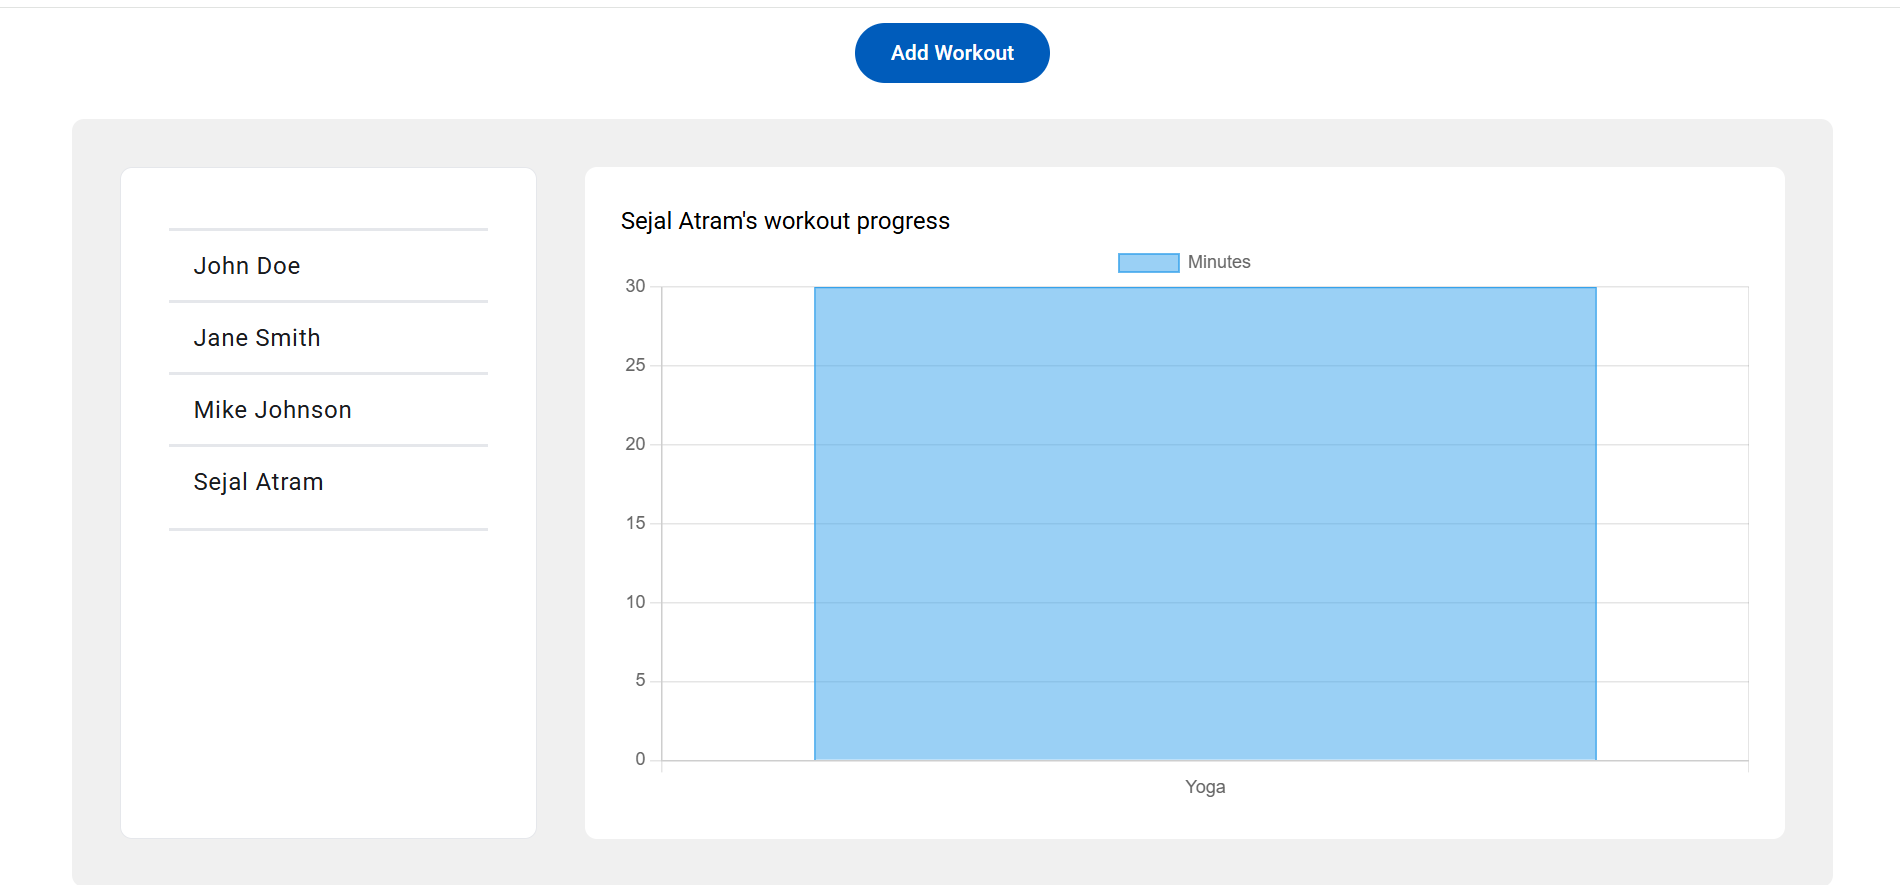 Add Workout
John Doe
Jane Smith
Mike Johnson
Sejal Atram
Sejal Atram's workout progress
Minutes
30
25
20
15
10
5
0
Yoga